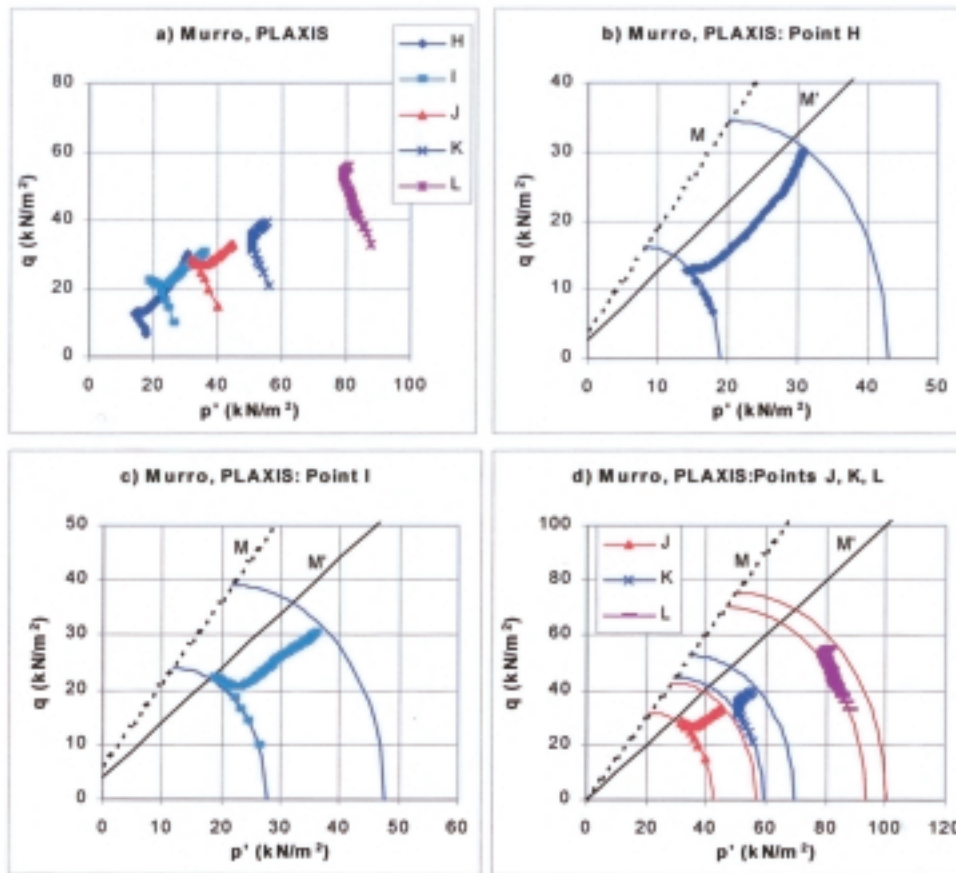 a) Murro, PLAXIS
H
I
J
K
L
80
60
40
20
0
q (kN/m²)
0 20 40 60 80 100
p' (kN/m²)
b) Murro, PLAXIS: Point H
M
M'
40
30
20
10
0
q (kN/m²)
0 10 20 30 40 50
p' (kN/m²)
c) Murro, PLAXIS: Point I
M
M'
50
40
30
20
10
0
q (kN/m²)
0 10 20 30 40 50 60
p' (kN/m²)
d) Murro, PLAXIS:Points J, K, L
J
K
L
M
M'
100
80
60
40
20
0
q (kN/m²)
0 20 40 60 80 100 120
p' (kN/m²)